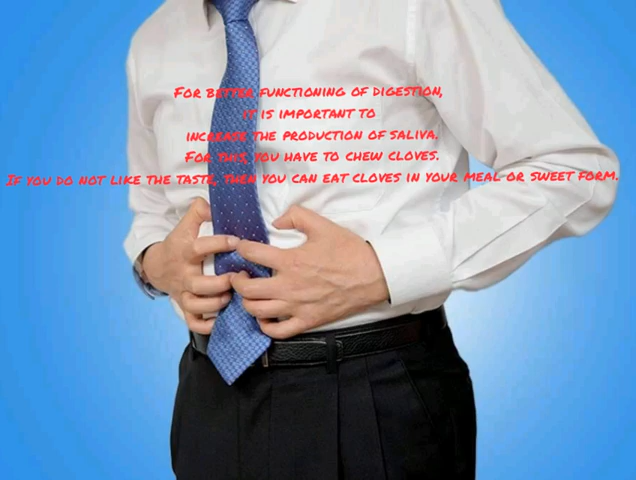 For better functioning of digestion,
it is important to
increase the production of saliva.
For this, you have to chew cloves.
If you do not like the taste, then you can eat cloves in your meal or sweet form.